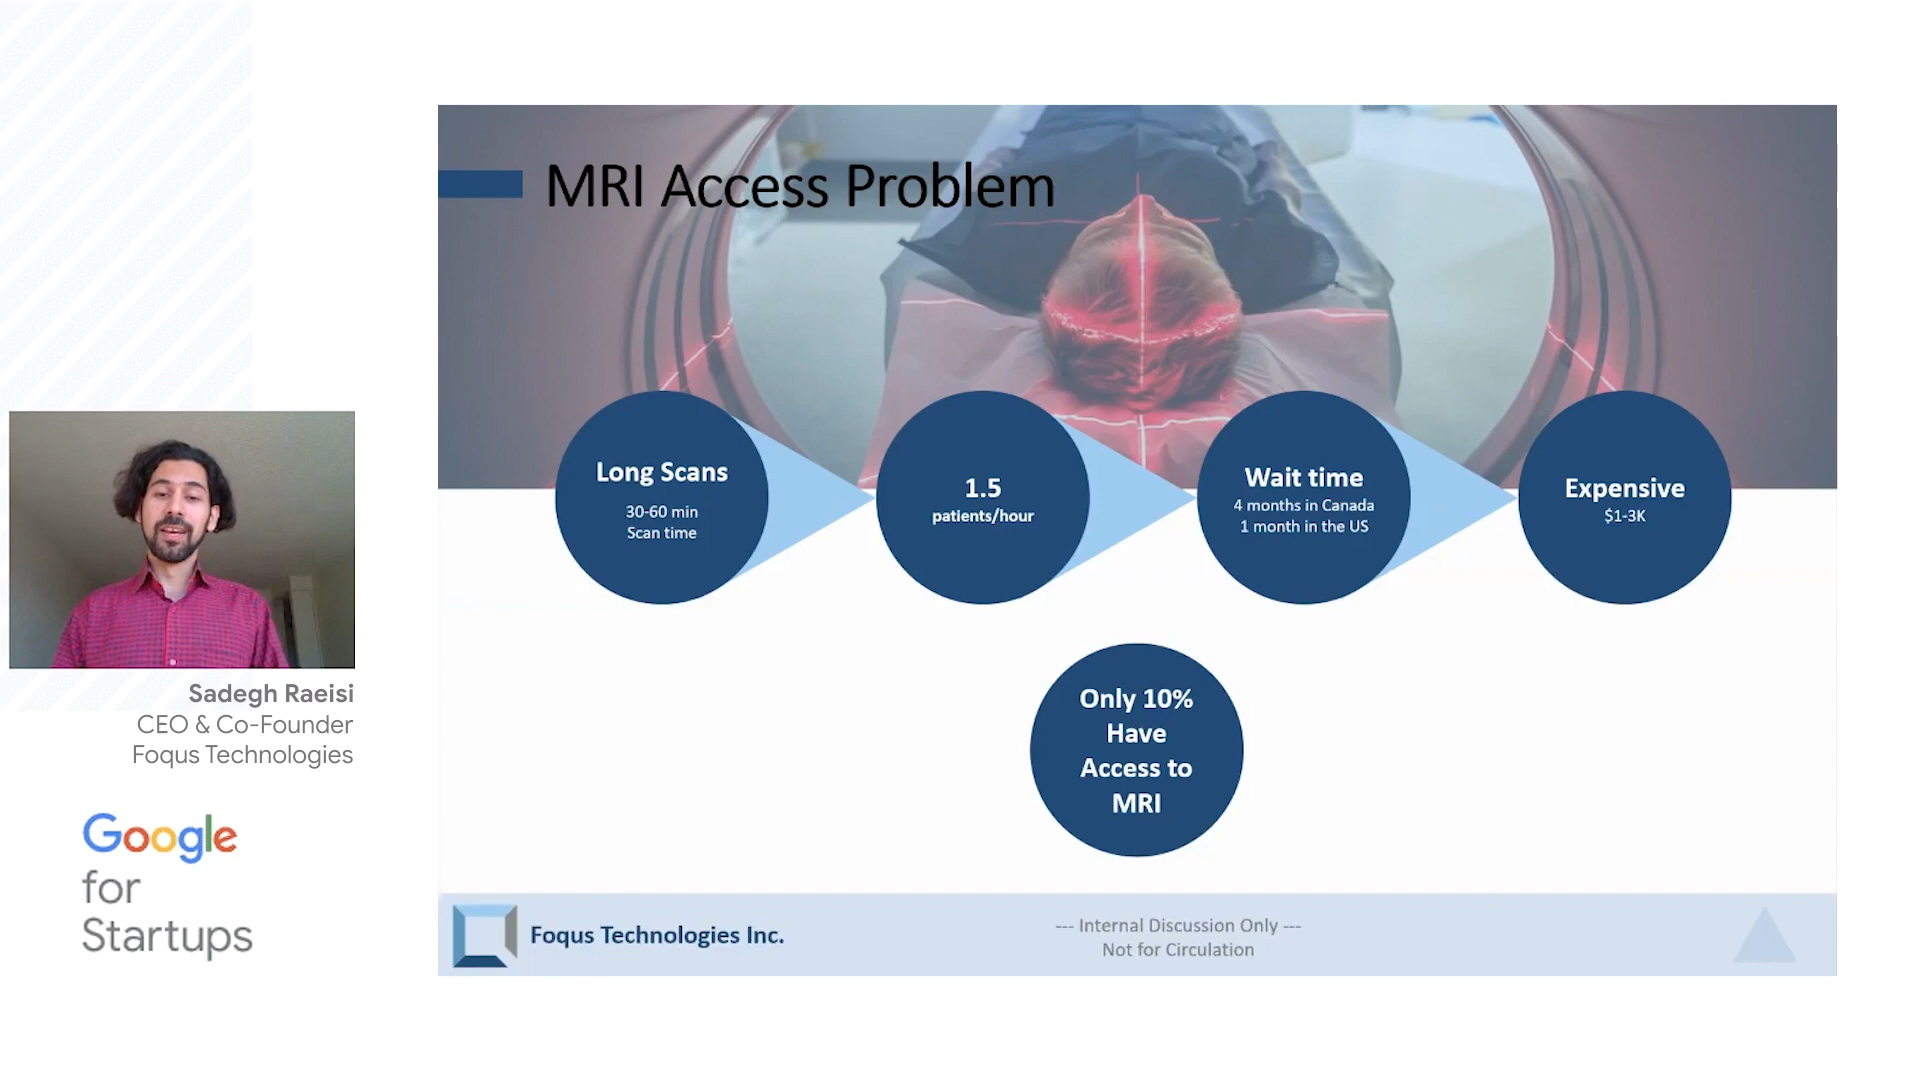 MRI Access Problem
Long Scans
30-60 min
Scan time
1.5
patients/hour
Wait time
4 months in Canada
1 month in the US
Expensive
$1-3K
Only 10%
Have
Access to
MRI
Foqus Technologies Inc.
--- Internal Discussion Only ---
Not for Circulation
Sadegh Raeisi
CEO & Co-Founder
Foqus Technologies
Google
for
Startups